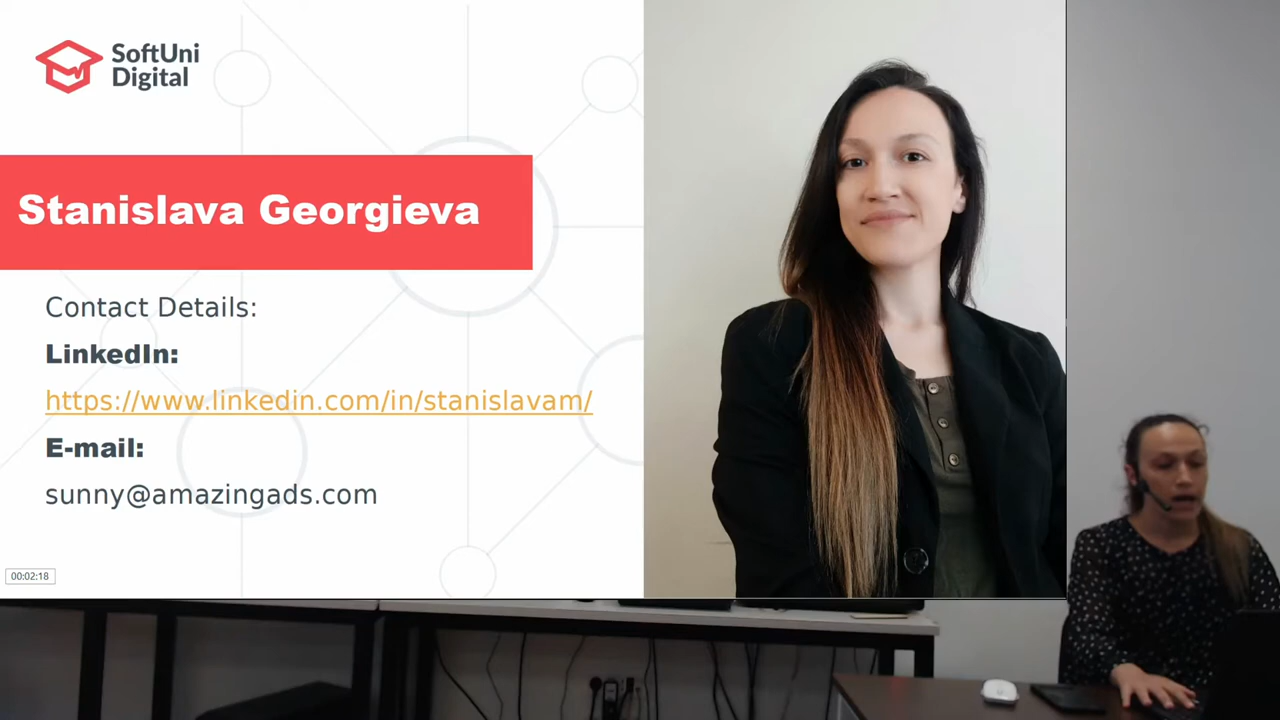 SoftUni
Digital
Stanislava Georgieva
Contact Details:
LinkedIn:
https://www.linkedin.com/in/stanislavam/
E-mail:
sunny@amazingads.com
00:02:18